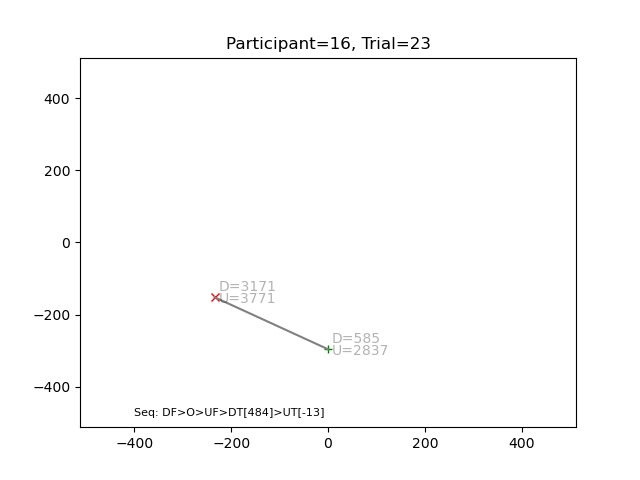 Participant=16, Trial=23
400
200
0
−200
−400
D=3171
U=3771
D=585
U=2837
Seq: DF>O>UF>DT[484]>UT[-13]
−400 −200 0 200 400